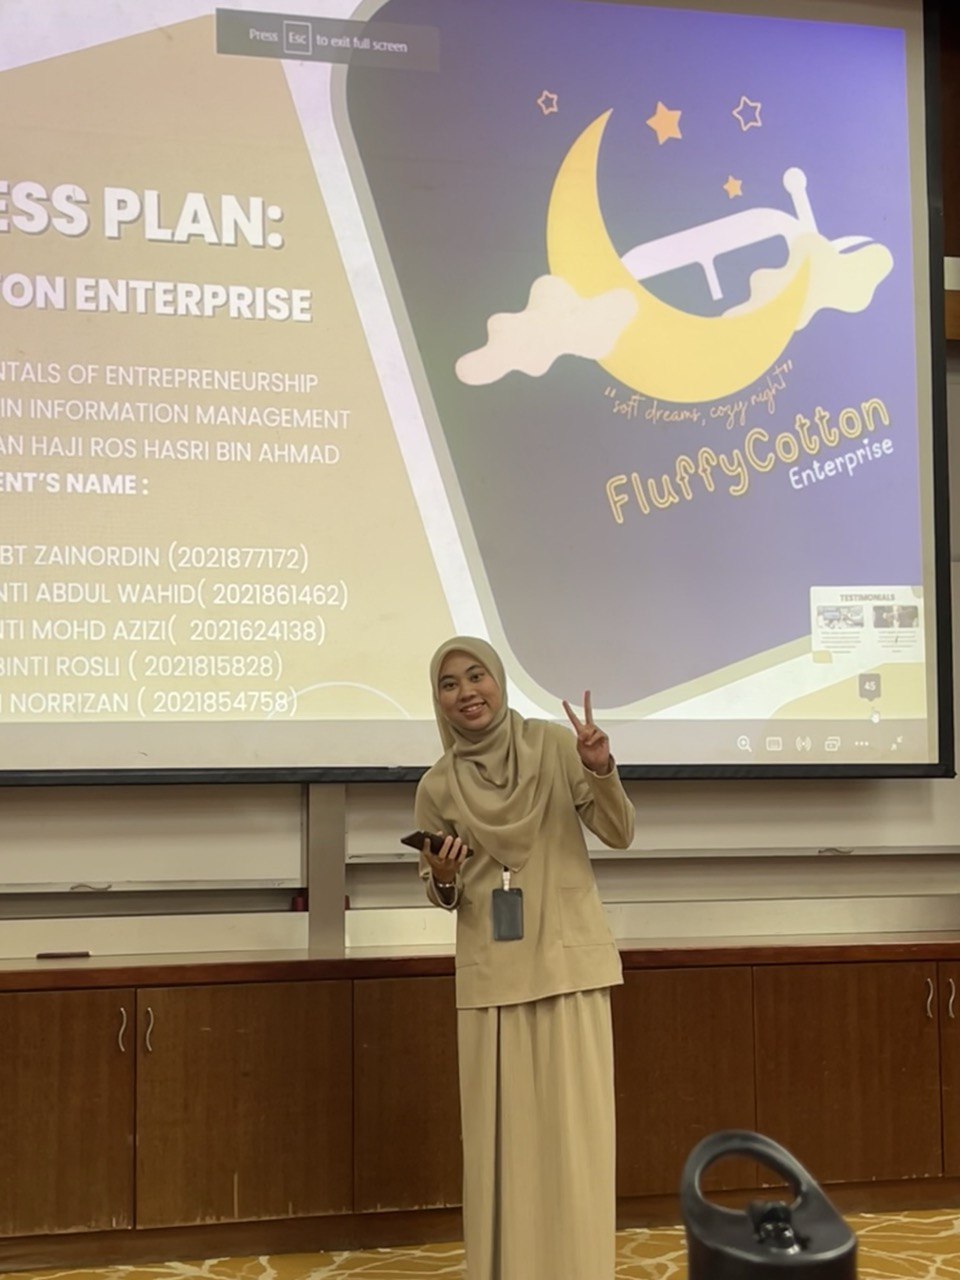 Press Esc to exit full screen
ESS PLAN:
ON ENTERPRISE
NTALS OF ENTREPRENEURSHIP
IN INFORMATION MANAGEMENT
AN HAJI ROS HASRI BIN AHMAD
ENT'S NAME :
BT ZAINORDIN (2021877172)
NTI ABDUL WAHID( 2021861462)
NTI MOHD AZIZI( 2021624138)
BINTI ROSLI ( 2021815828)
I NORRIZAN ( 2021854758)
"soft dreams, cozy night"
FluffyCotton
Enterprise
TESTIMONIALS
45